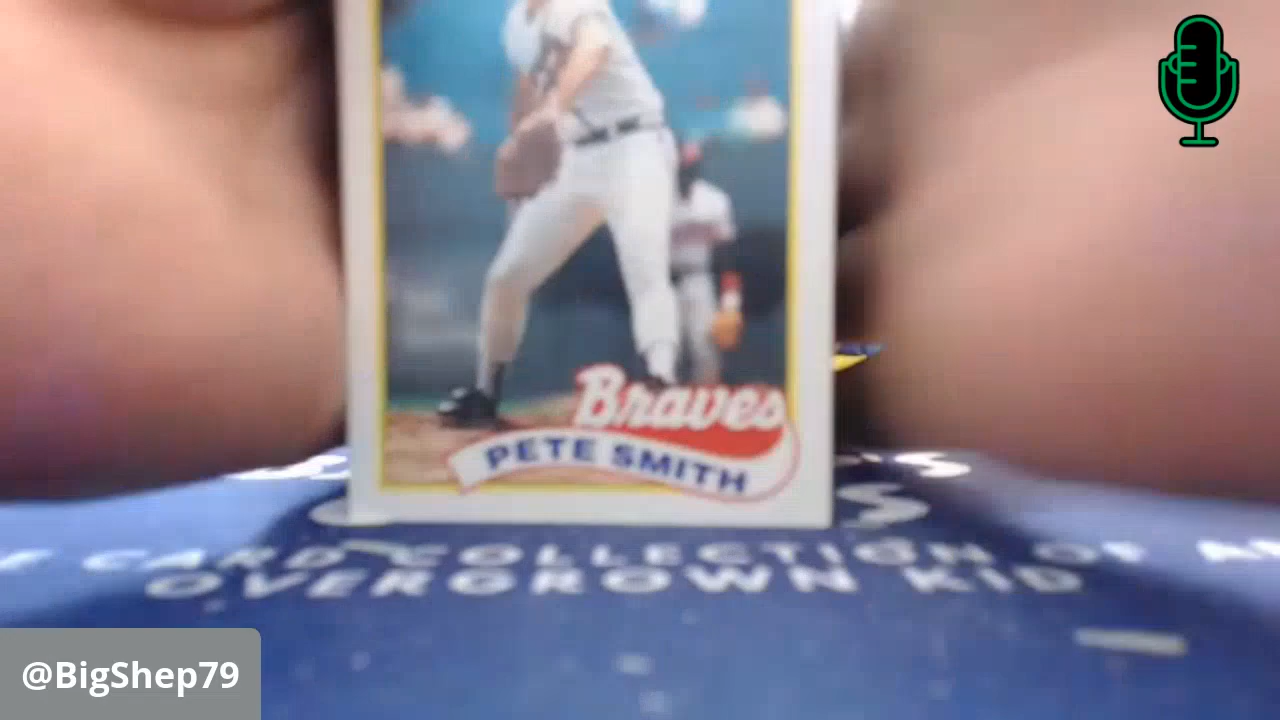 Braves
PETE SMITH
'S
S
F CARD COLLECTION OF AN
OVERGROWN KID
@BigShep79